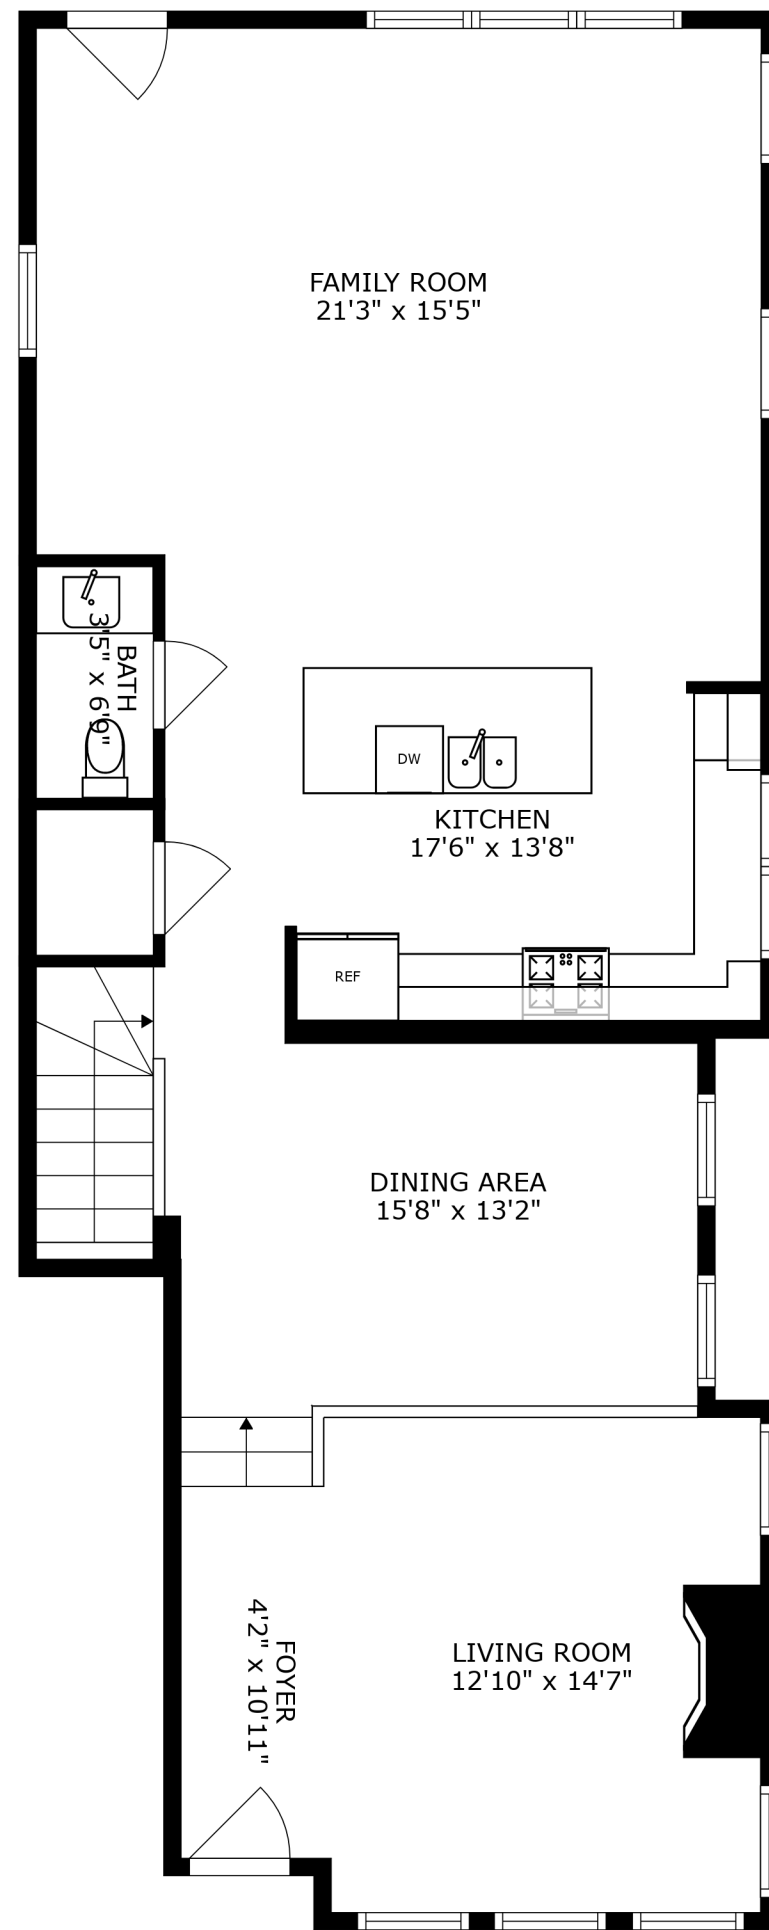 FAMILY ROOM
21'3" x 15'5"
BATH
3'5" x 6'9"
DW
KITCHEN
17'6" x 13'8"
REF
DINING AREA
15'8" x 13'2"
LIVING ROOM
12'10" x 14'7"
FOYER
4'2" x 10'11"